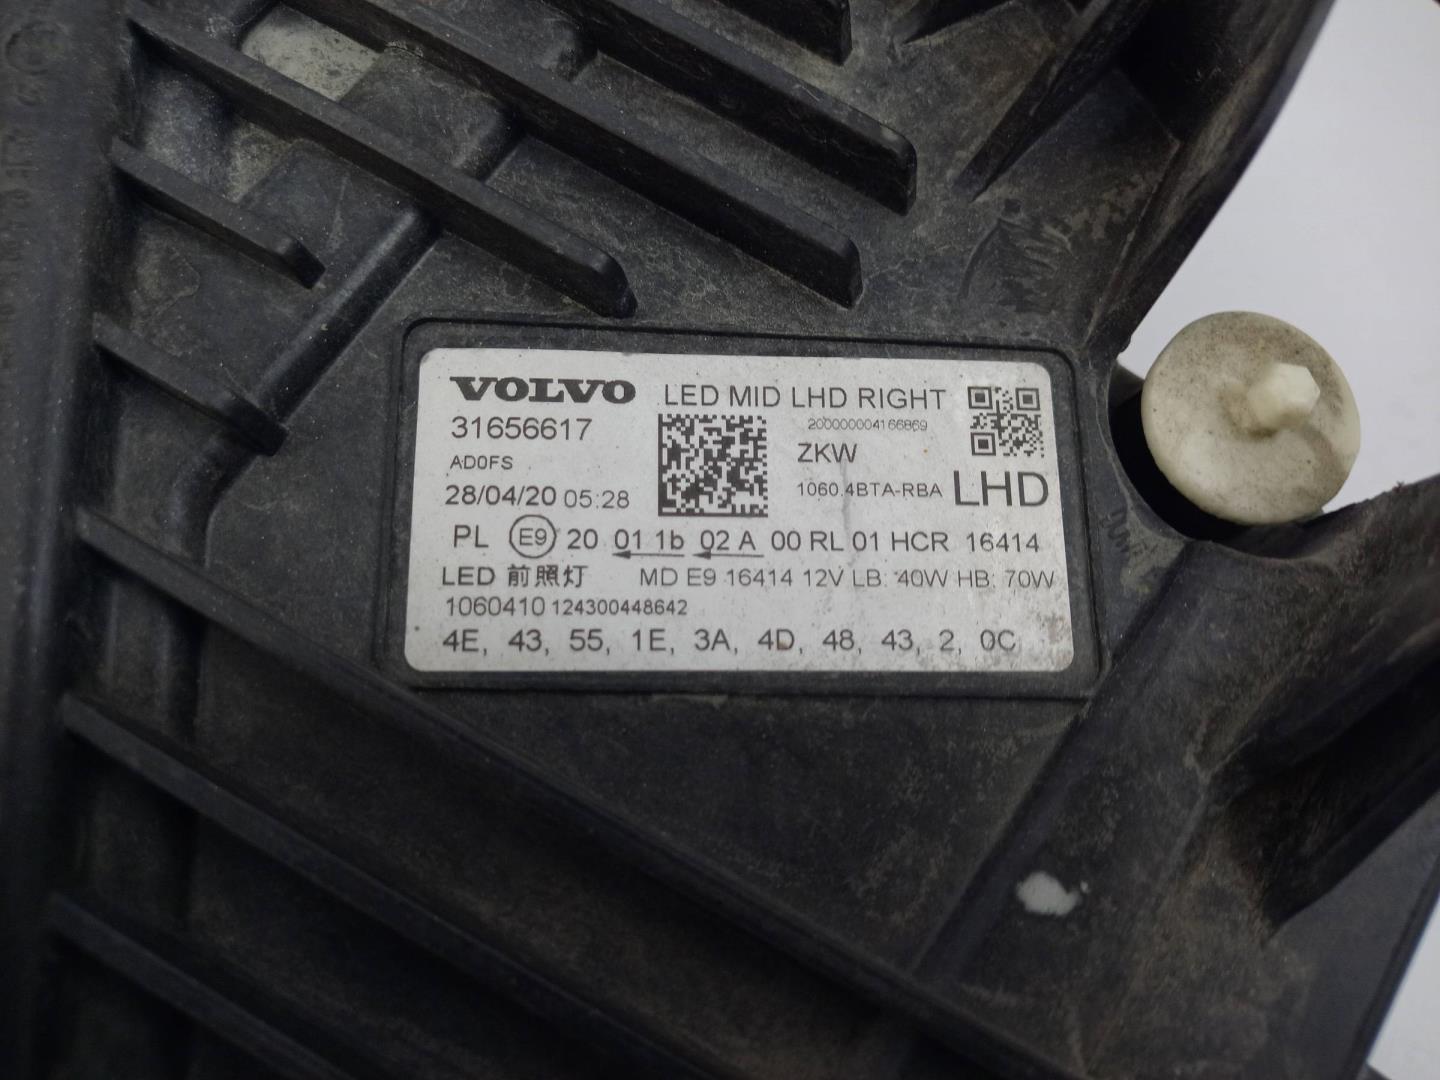 VOLVO LED MID LHD RIGHT
31656617
200000004166869
AD0FS
ZKW
28/04/20 05:28
1060.4BTA-RBA LHD
PL E9 20 01 1b 02 A 00 RL 01 HCR 16414
LED 前照灯 MD E9 16414 12V LB: 40W HB: 70W
1060410 124300448642
4E, 43, 55, 1E, 3A, 4D, 48, 43, 2, 0C